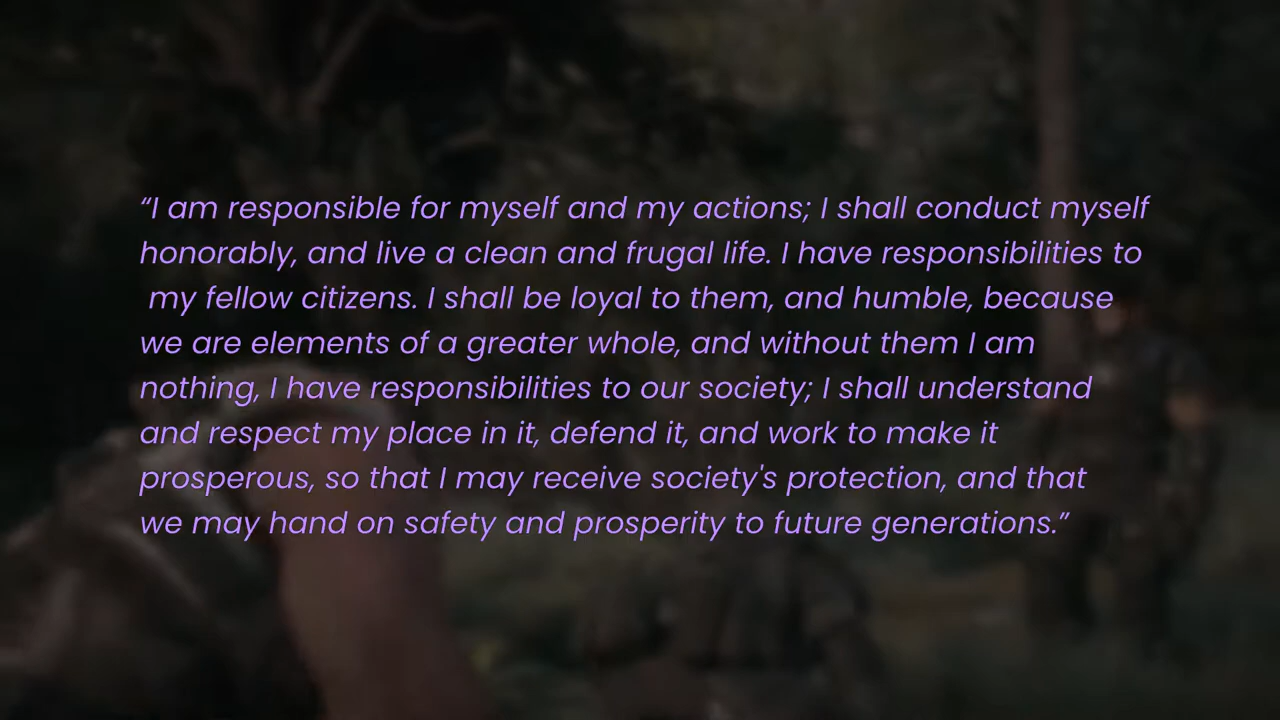 “I am responsible for myself and my actions; I shall conduct myself
honorably, and live a clean and frugal life. I have responsibilities to
my fellow citizens. I shall be loyal to them, and humble, because
we are elements of a greater whole, and without them I am
nothing, I have responsibilities to our society; I shall understand
and respect my place in it, defend it, and work to make it
prosperous, so that I may receive society's protection, and that
we may hand on safety and prosperity to future generations.”